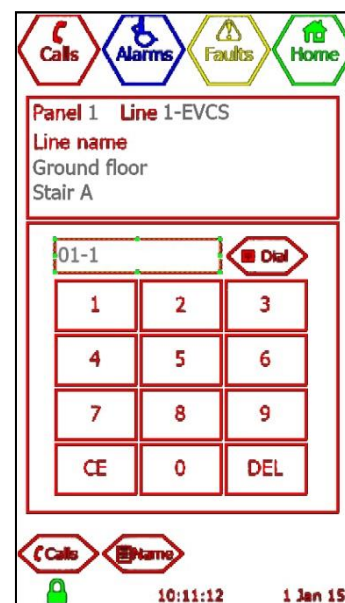 Calls Alarms Faults Home
Panel 1 Line 1-EVCS
Line name
Ground floor
Stair A
01-1 Dial
1 2 3
4 5 6
7 8 9
CE 0 DEL
Calls Name
10:11:12 1 Jan 15